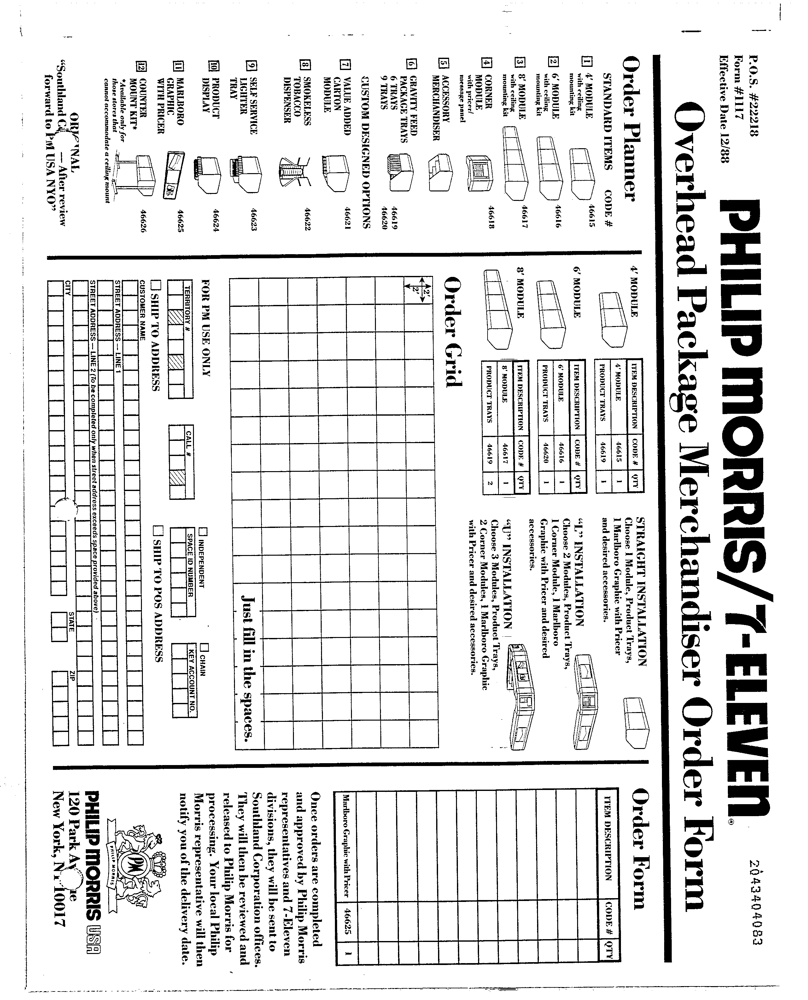 P.O.S. #22218
Form #1117
Effective Date 12/88
2043404083
PHILIP MORRIS/7-ELEVEN®
Overhead Package Merchandiser Order Form
Order Planner
STANDARD ITEMS CODE #
1 4' MODULE
with ceiling
mounting kit
46615
2 6' MODULE
with ceiling
mounting kit
46616
3 8' MODULE
with ceiling
mounting kit
46617
4 CORNER
MODULE
with pricer/
message panel
46618
5 ACCESSORY
MERCHANDISER
CUSTOM DESIGNED OPTIONS
6 GRAVITY FEED
PACKAGE TRAYS
6 TRAYS 46619
9 TRAYS 46620
7 VALUE ADDED
CARTON
MODULE
46621
8 SMOKELESS
TOBACCO
DISPENSER
46622
9 SELF SERVICE
LIGHTER
TRAY
46623
10 PRODUCT
DISPLAY
46624
11 MARLBORO
GRAPHIC
WITH PRICER
46625
12 COUNTER
MOUNT KIT*
*Available only for
those stores that
cannot accommodate a ceiling mount
46626
"Southland — After review
forward to PM USA NYO"
4' MODULE
ITEM DESCRIPTION CODE # QTY
4' MODULE 46615 1
PRODUCT TRAYS 46619 1
6' MODULE
ITEM DESCRIPTION CODE # QTY
6' MODULE 46616 1
PRODUCT TRAYS 46620 1
8' MODULE
ITEM DESCRIPTION CODE # QTY
8' MODULE 46617 1
PRODUCT TRAYS 46619 2
STRAIGHT INSTALLATION
Choose 1 Module, Product Trays,
1 Marlboro Graphic with Pricer
and desired accessories.
"L" INSTALLATION
Choose 2 Modules, Product Trays,
1 Corner Module, 1 Marlboro
Graphic with Pricer and desired
accessories.
"U" INSTALLATION
Choose 3 Modules, Product Trays,
2 Corner Modules, 1 Marlboro Graphic
with Pricer and desired accessories.
Order Grid
2'
2'
Just fill in the spaces.
FOR PM USE ONLY
TERRITORY #
CALL #
INDEPENDENT
SPACE ID NUMBER
CHAIN
KEY ACCOUNT NO.
SHIP TO ADDRESS
SHIP TO POS ADDRESS
CUSTOMER NAME
STREET ADDRESS — LINE 1
STREET ADDRESS — LINE 2 (To be completed only when street address exceeds space provided above)
CITY
STATE
ZIP
Order Form
ITEM DESCRIPTION CODE # QTY
Marlboro Graphic with Pricer 46625 1
Once orders are completed
and approved by Philip Morris
representatives and 7-Eleven
divisions, they will be sent to
Southland Corporation offices.
They will then be reviewed and
released to Philip Morris for
processing. Your local Philip
Morris representative will then
notify you of the delivery date.
PM
PHILIP MORRIS USA
120 Park
New York, NY 10017